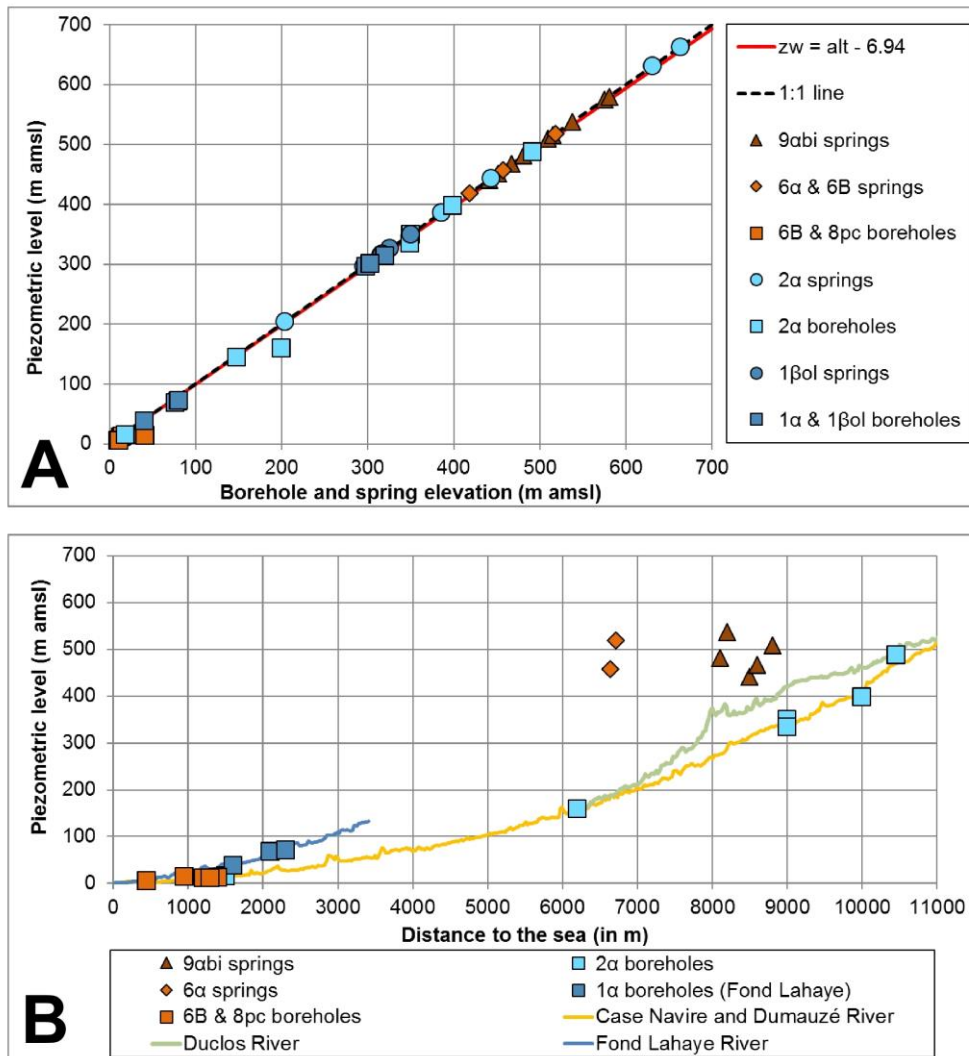 700
600
500
400
300
200
100
0
Piezometric level (m amsl)
0 100 200 300 400 500 600 700
Borehole and spring elevation (m amsl)
A
zw = alt - 6.94
1:1 line
9αbi springs
6α & 6B springs
6B & 8pc boreholes
2α springs
2α boreholes
1βol springs
1α & 1βol boreholes
700
600
500
400
300
200
100
0
Piezometric level (m amsl)
0 1000 2000 3000 4000 5000 6000 7000 8000 9000 10000 11000
Distance to the sea (in m)
B
9αbi springs
6α springs
6B & 8pc boreholes
Duclos River
2α boreholes
1α boreholes (Fond Lahaye)
Case Navire and Dumauzé River
Fond Lahaye River